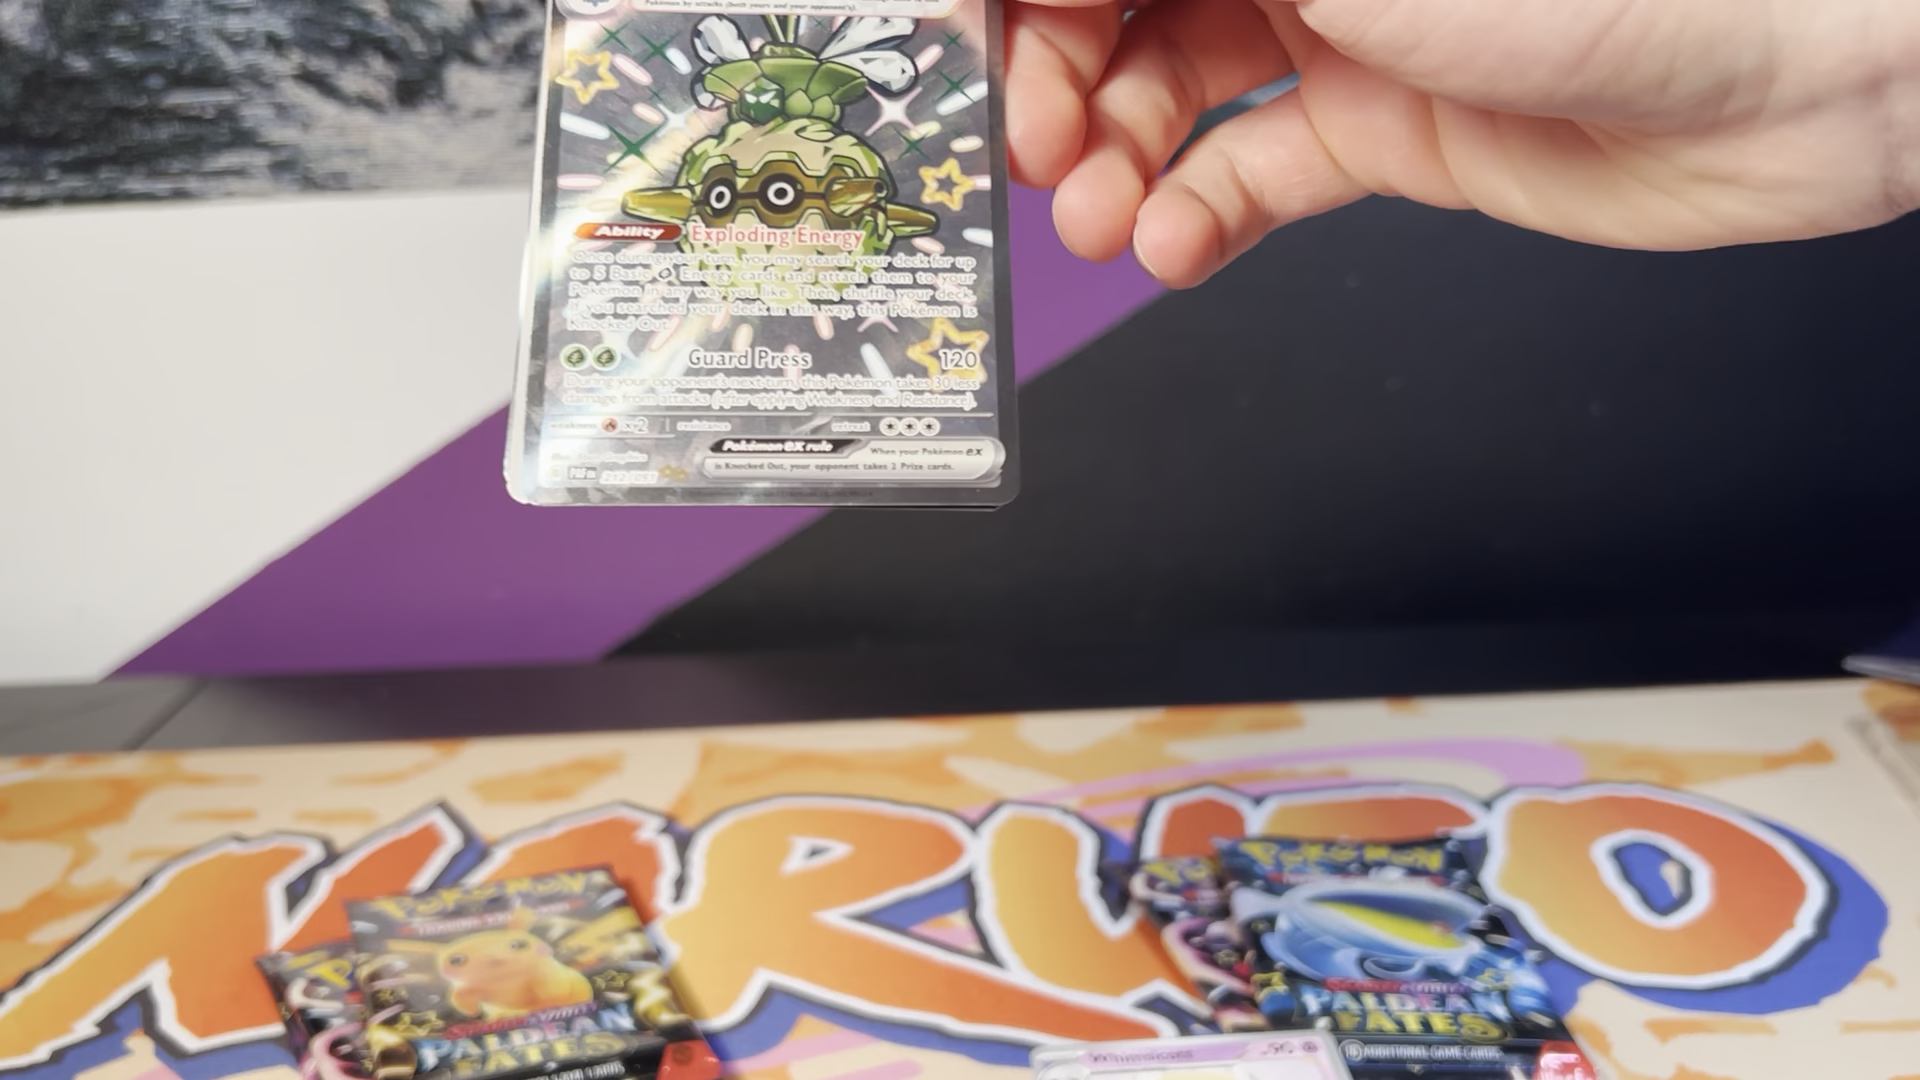 Pokémon by attacks (both yours and your opponent's).
Ability Exploding Energy
Once during your turn, you may search your deck for up
to 5 Basic Energy cards and attach them to your
Pokémon in any way you like. Then, shuffle your deck.
If you searched your deck in this way, this Pokémon is
Knocked Out.
Guard Press 120
During your opponent's next turn, this Pokémon takes 30 less
damage from attacks (after applying Weakness and Resistance).
weakness ×2 resistance retreat
Pokémon ex rule When your Pokémon ex
is Knocked Out, your opponent takes 2 Prize cards.
PAF EN 212/091
POKÉMON
PALDEAN
FATES
POKÉMON
PALDEAN
FATES
10 ADDITIONAL GAME CARDS